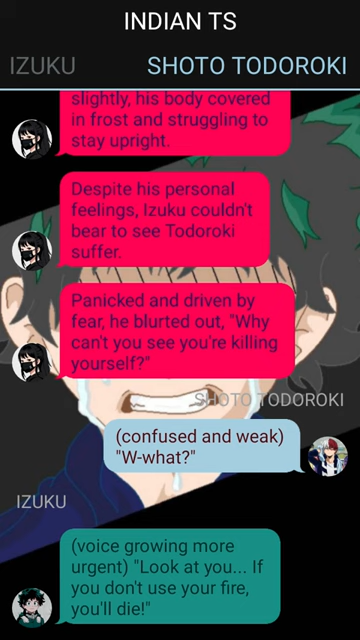 INDIAN TS
IZUKU
SHOTO TODOROKI
slightly, his body covered
in frost and struggling to
stay upright.
Despite his personal
feelings, Izuku couldn't
bear to see Todoroki
suffer.
Panicked and driven by
fear, he blurted out, "Why
can't you see you're killing
yourself?"
SHOTO TODOROKI
(confused and weak)
"W-what?"
IZUKU
(voice growing more
urgent) "Look at you... If
you don't use your fire,
you'll die!"